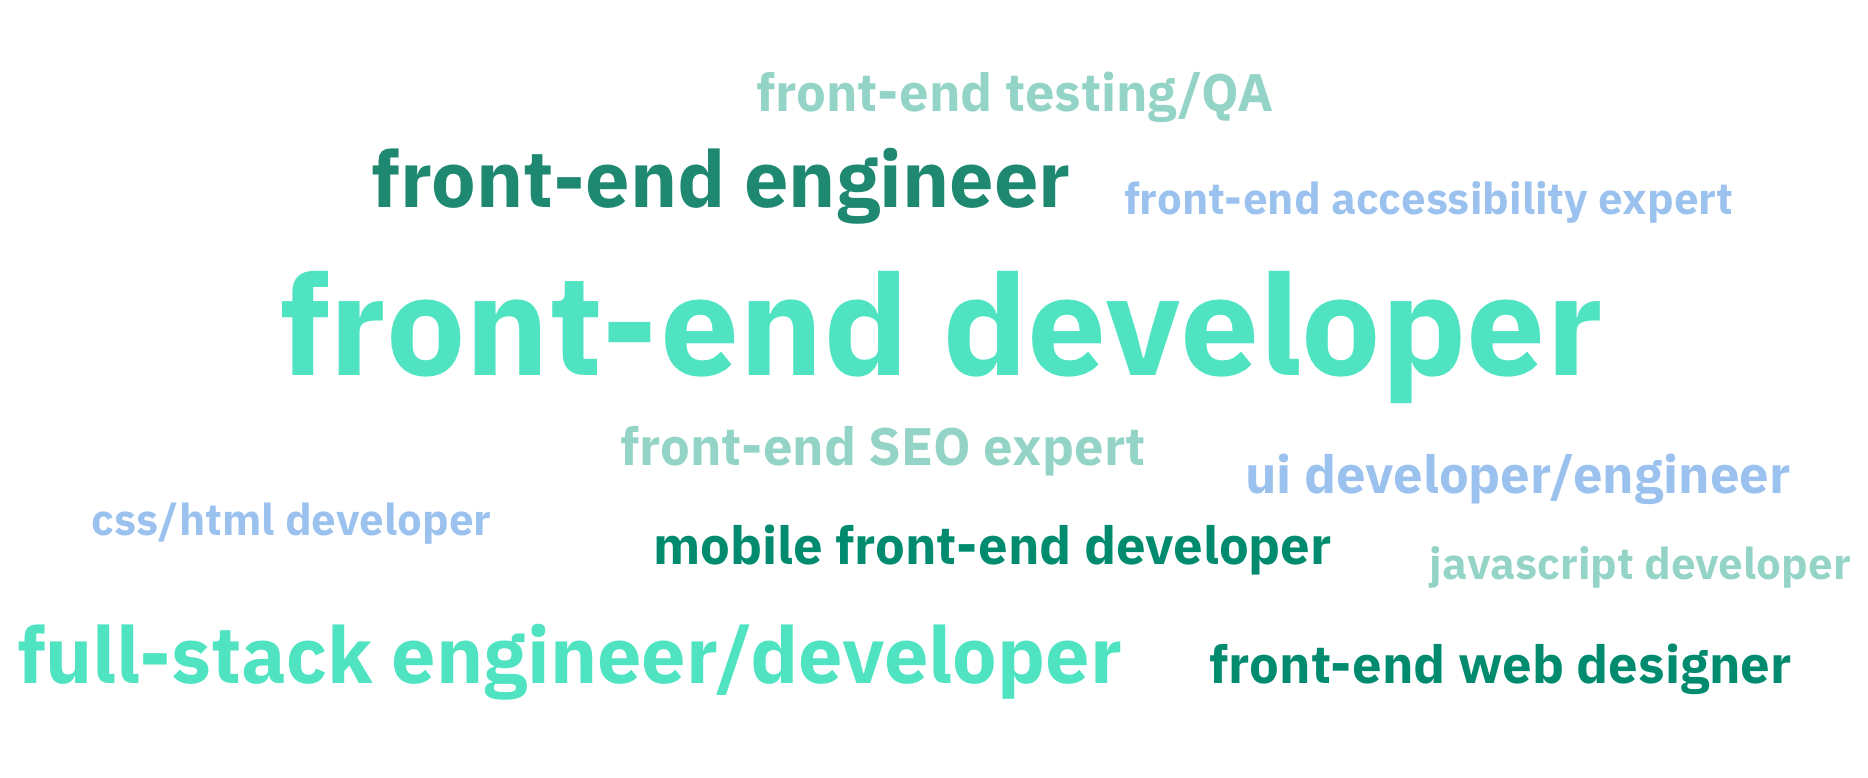 front-end testing/QA
front-end engineer
front-end accessibility expert
front-end developer
front-end SEO expert
ui developer/engineer
css/html developer
mobile front-end developer
javascript developer
full-stack engineer/developer
front-end web designer